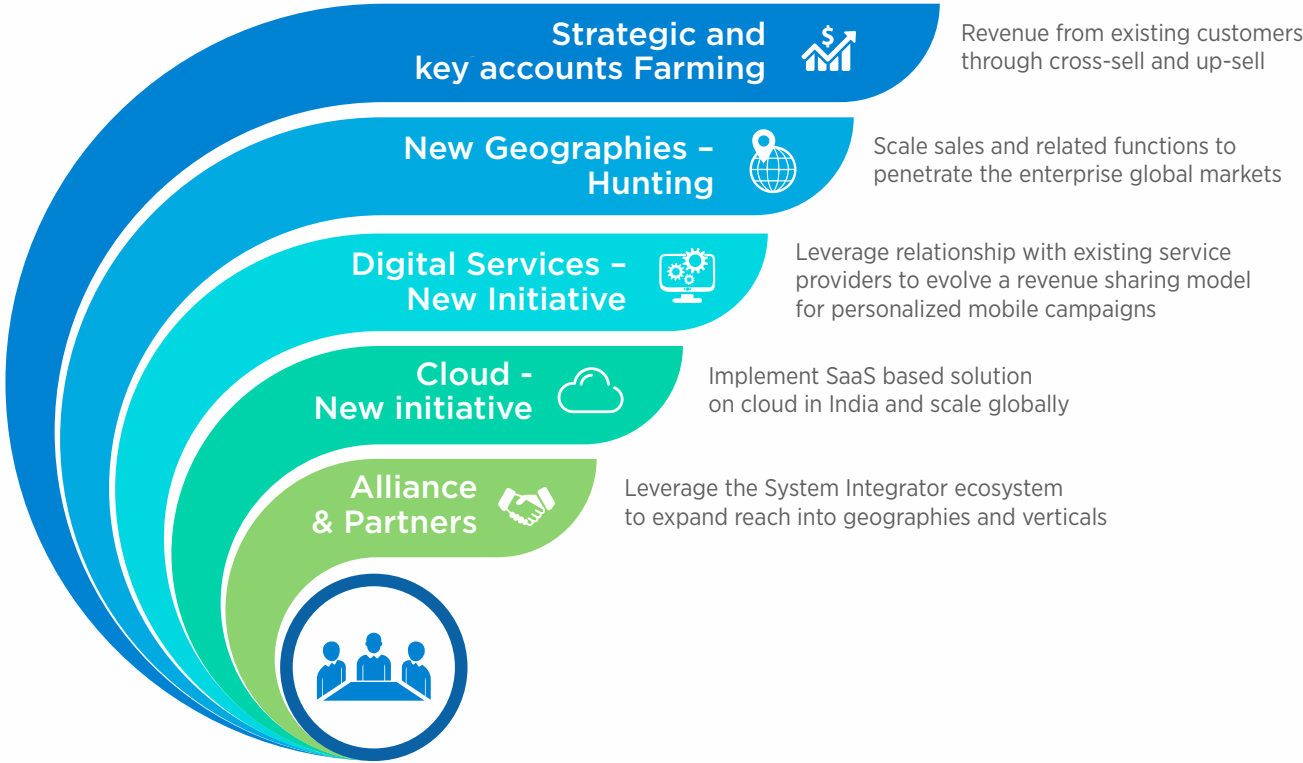 Strategic and
key accounts Farming
$
Revenue from existing customers
through cross-sell and up-sell
New Geographies –
Hunting
Scale sales and related functions to
penetrate the enterprise global markets
Digital Services –
New Initiative
Leverage relationship with existing service
providers to evolve a revenue sharing model
for personalized mobile campaigns
Cloud -
New initiative
Implement SaaS based solution
on cloud in India and scale globally
Alliance
& Partners
Leverage the System Integrator ecosystem
to expand reach into geographies and verticals